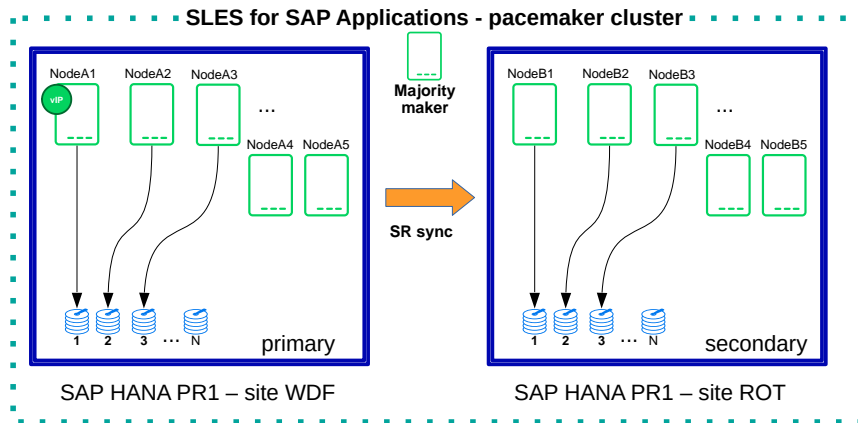 SLES for SAP Applications - pacemaker cluster
NodeA1
NodeA2
NodeA3
vIP
...
NodeA4
NodeA5
1
2
3
...
N
primary
SAP HANA PR1 – site WDF
Majority
maker
SR sync
NodeB1
NodeB2
NodeB3
...
NodeB4
NodeB5
1
2
3
...
N
secondary
SAP HANA PR1 – site ROT